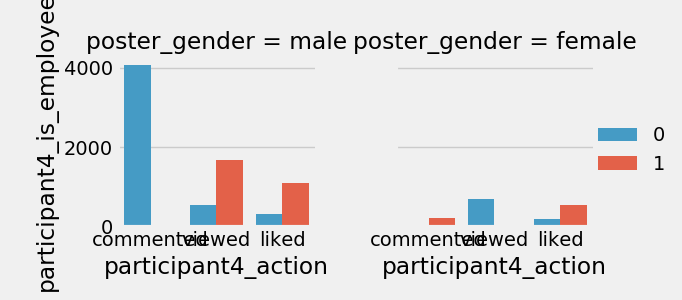 participant4_is_employee
poster_gender = male
poster_gender = female
4000
2000
0
commented
viewed
liked
commented
viewed
liked
participant4_action
participant4_action
0
1